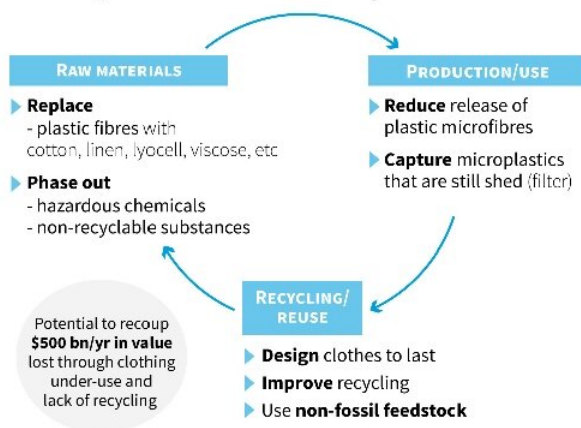 RAW MATERIALS
Replace
- plastic fibres with
cotton, linen, lyocell, viscose, etc
Phase out
- hazardous chemicals
- non-recyclable substances
PRODUCTION/USE
Reduce release of
plastic microfibres
Capture microplastics
that are still shed (filter)
RECYCLING/
REUSE
Design clothes to last
Improve recycling
Use non-fossil feedstock
Potential to recoup
$500 bn/yr in value
lost through clothing
under-use and
lack of recycling